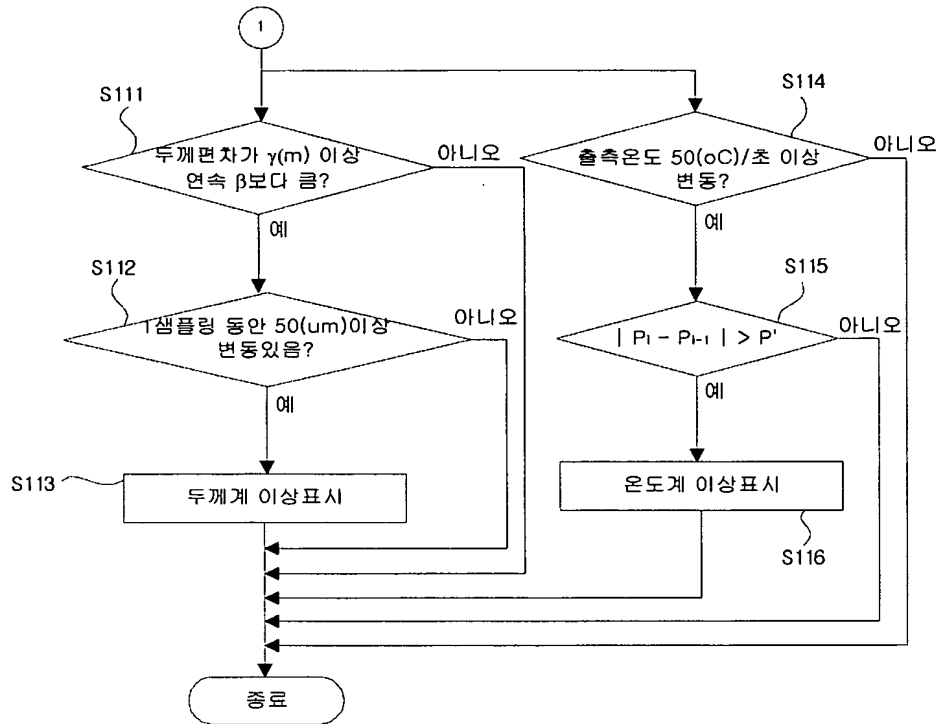 1
S111
두께편차가 γ(m) 이상
연속 β보다 큼?
아니오
예
S112
1샘플링 동안 50(um)이상
변동있음?
아니오
예
S113
두께계 이상표시
S114
출측온도 50(oC)/초 이상
변동?
아니오
예
S115
| Pi - Pi-1 | > P'
아니오
예
온도계 이상표시
S116
종료